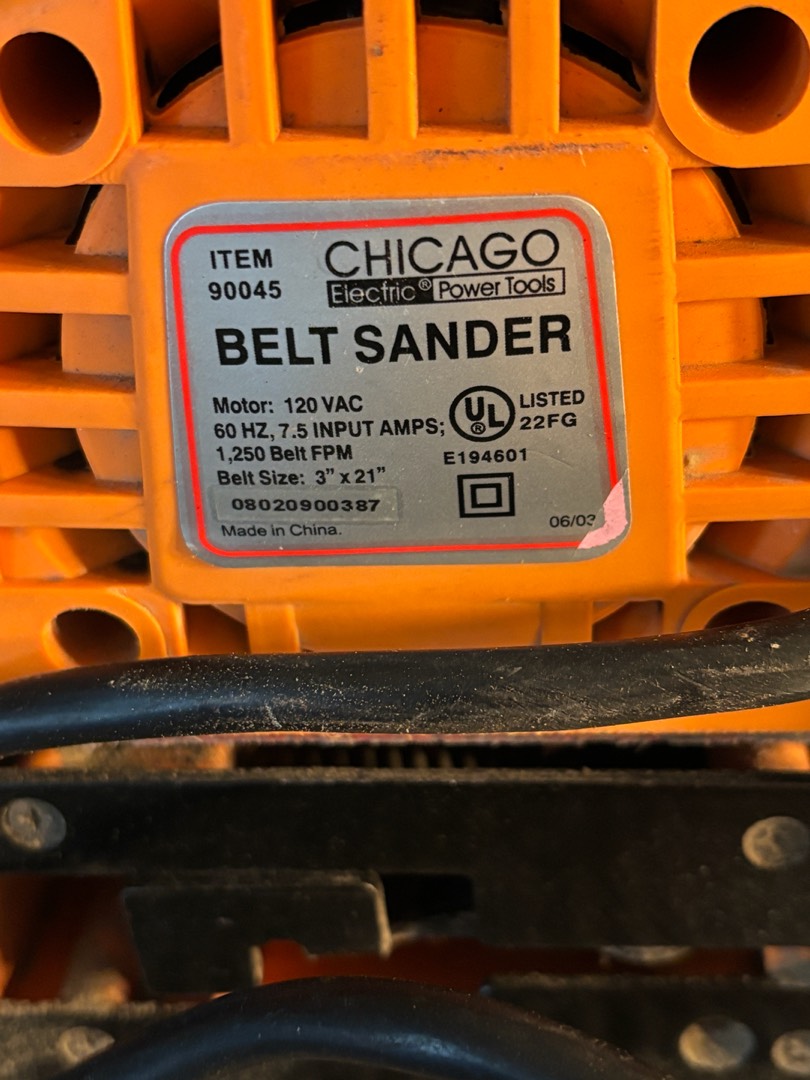 ITEM
90045
CHICAGO
Electric® Power Tools
BELT SANDER
Motor: 120 VAC
60 HZ, 7.5 INPUT AMPS;
1,250 Belt FPM
Belt Size: 3" x 21"
08020900387
Made in China.
UL ®
LISTED
22FG
E194601
06/03